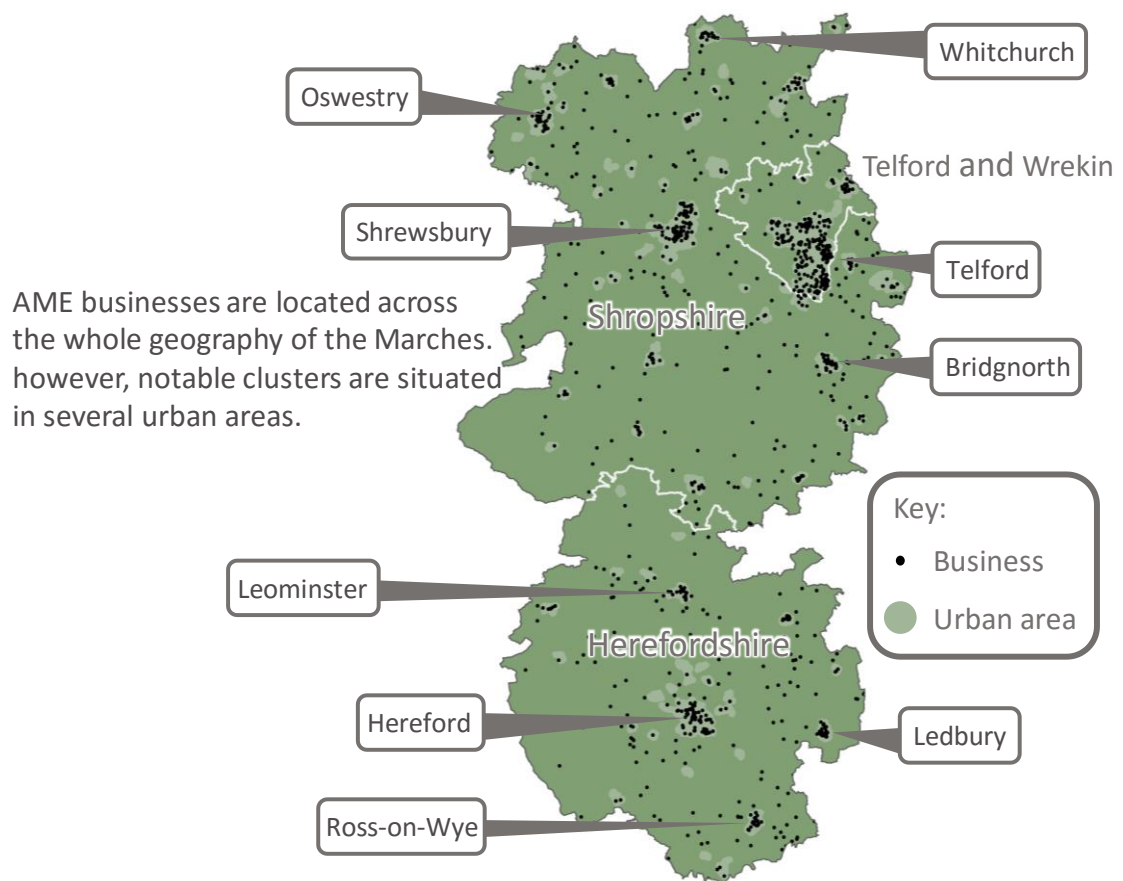 Whitchurch
Oswestry
Telford and Wrekin
Shrewsbury
Telford
AME businesses are located across
the whole geography of the Marches.
however, notable clusters are situated
in several urban areas.
Shropshire
Bridgnorth
Key:
Business
Urban area
Leominster
Herefordshire
Hereford
Ledbury
Ross-on-Wye